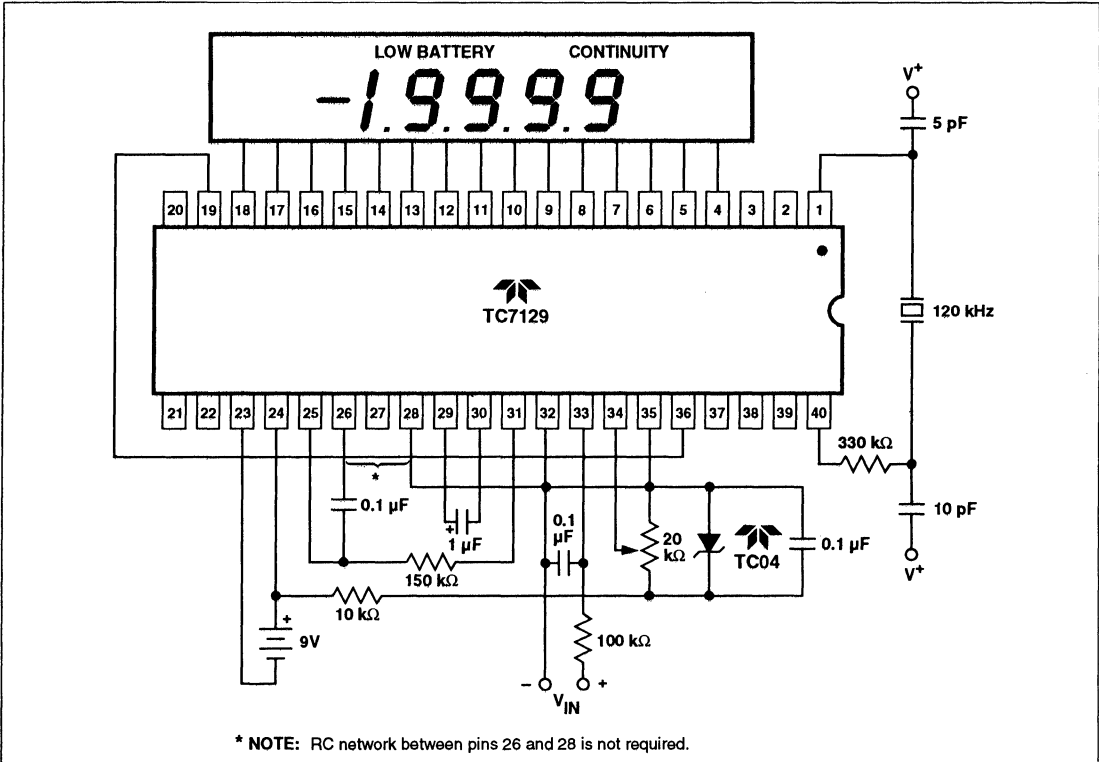 LOW BATTERY CONTINUITY
-1.9.9.9.9
V+
5 pF
20 19 18 17 16 15 14 13 12 11 10 9 8 7 6 5 4 3 2 1
TC7129
120 kHz
21 22 23 24 25 26 27 28 29 30 31 32 33 34 35 36 37 38 39 40
330 kΩ
*
0.1 µF
+
1 µF
0.1
µF
20
kΩ
TC04
0.1 µF
10 pF
V+
150 kΩ
10 kΩ
+
9V
100 kΩ
– +
VIN
* NOTE: RC network between pins 26 and 28 is not required.